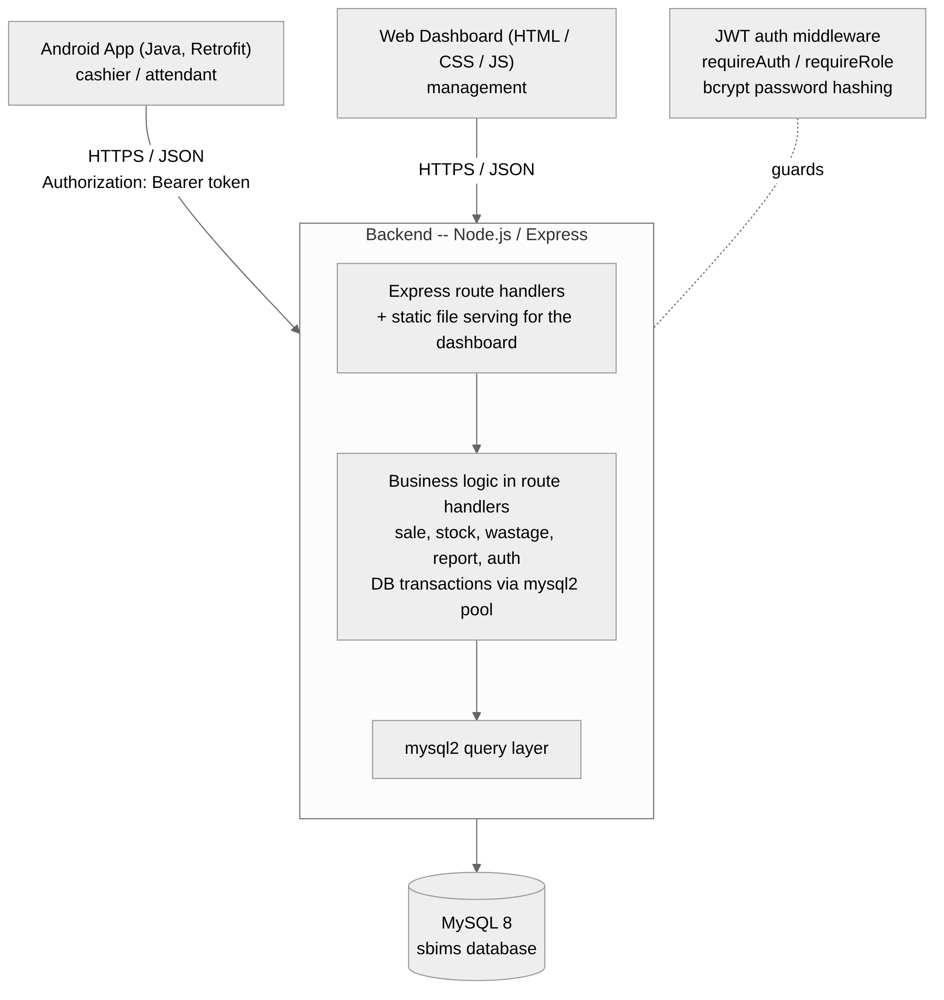 Android App (Java, Retrofit)
cashier / attendant
Web Dashboard (HTML /
CSS / JS)
management
JWT auth middleware
requireAuth / requireRole
bcrypt password hashing
HTTPS / JSON
Authorization: Bearer token
HTTPS / JSON
guards
Backend -- Node.js / Express
Express route handlers
+ static file serving for the
dashboard
Business logic in route
handlers
sale, stock, wastage,
report, auth
DB transactions via mysql2
pool
mysql2 query layer
MySQL 8
sbims database